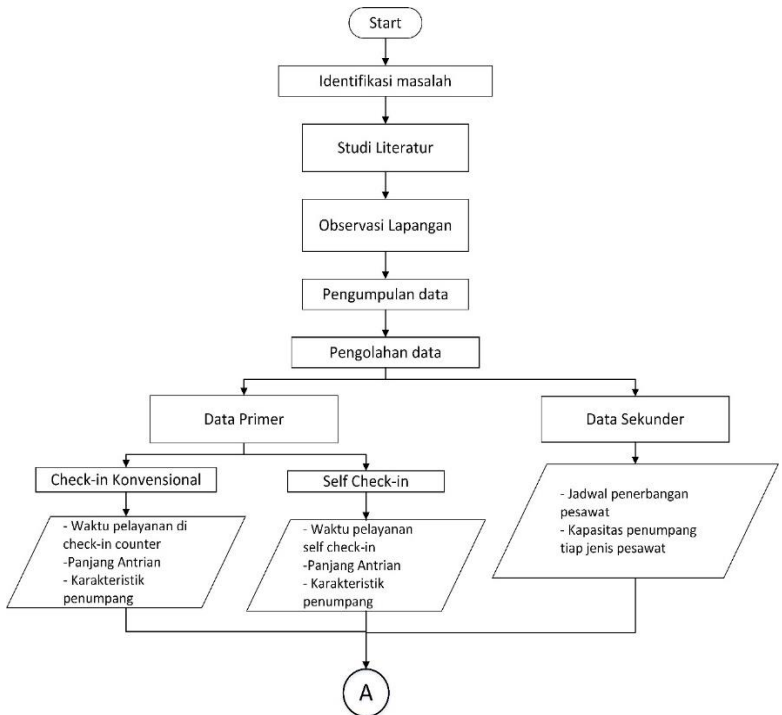 Start
Identifikasi masalah
Studi Literatur
Observasi Lapangan
Pengumpulan data
Pengolahan data
Data Primer
Data Sekunder
Check-in Konvensional
Self Check-in
- Waktu pelayanan di
check-in counter
-Panjang Antrian
- Karakteristik
penumpang
- Waktu pelayanan
self check-in
-Panjang Antrian
- Karakteristik
penumpang
- Jadwal penerbangan
pesawat
- Kapasitas penumpang
tiap jenis pesawat
A